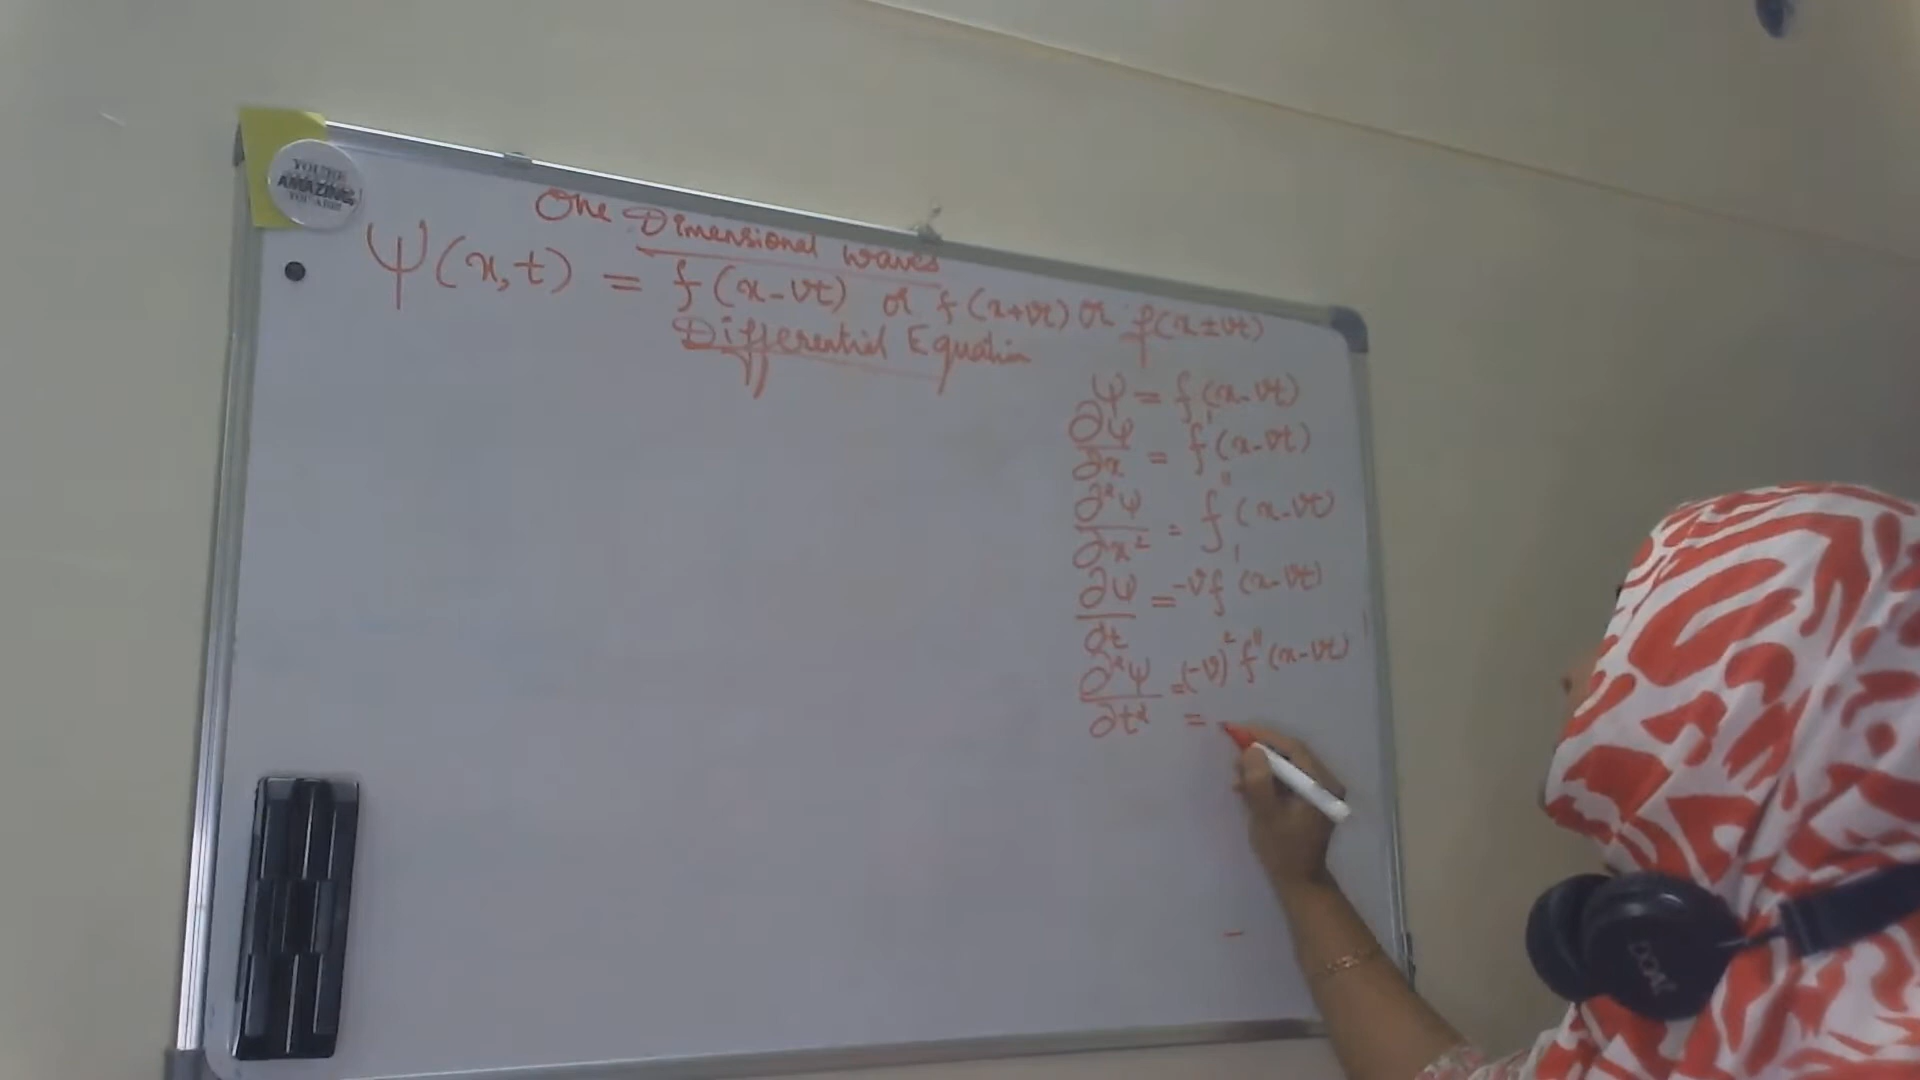 YOU'RE
AMAZING!
One Dimensional waves
ψ(x,t) = f(x-vt) or f(x+vt) or f(x±vt)
Differential Equation
ψ = f(x-vt)
∂ψ/∂x = f'(x-vt)
∂²ψ/∂x² = f''(x-vt)
∂ψ/∂t = -vf'(x-vt)
∂²ψ/∂t² = (-v)² f''(x-vt)
=